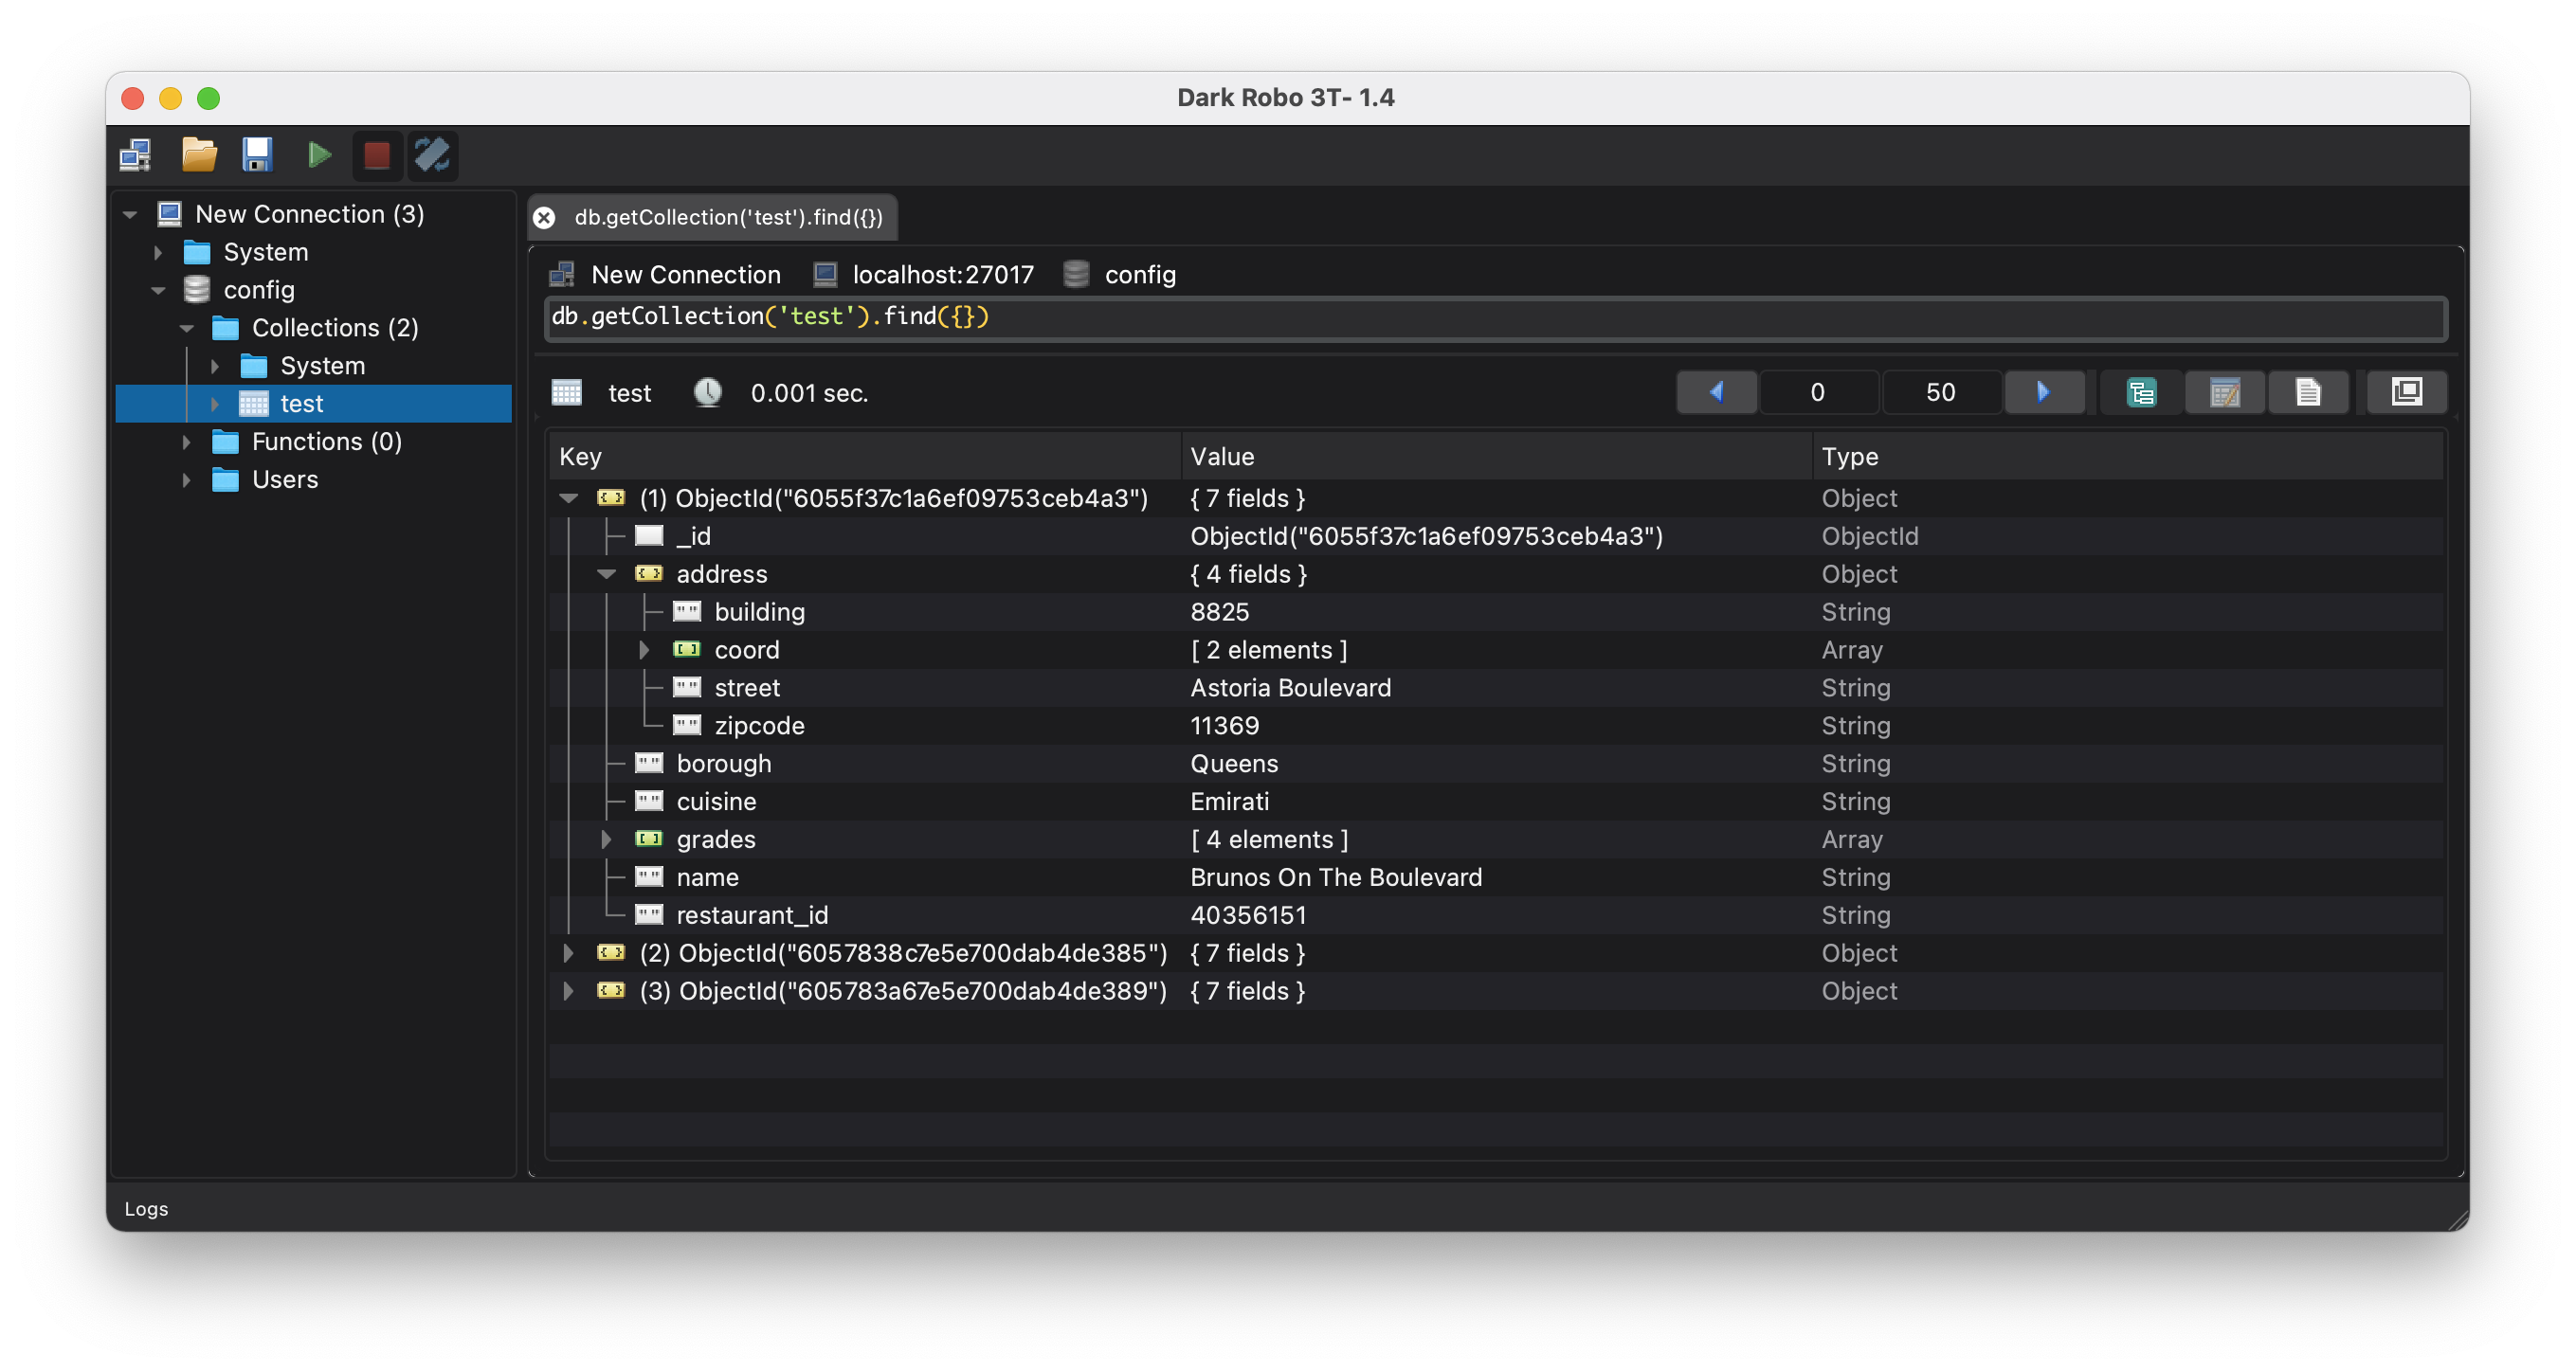 Dark Robo 3T- 1.4
New Connection (3)
System
config
Collections (2)
System
test
Functions (0)
Users
db.getCollection('test').find({})
New Connection localhost:27017 config
db.getCollection('test').find({})
test 0.001 sec. 0 50
Key Value Type
(1) ObjectId("6055f37c1a6ef09753ceb4a3") { 7 fields } Object
_id ObjectId("6055f37c1a6ef09753ceb4a3") ObjectId
address { 4 fields } Object
building 8825 String
coord [ 2 elements ] Array
street Astoria Boulevard String
zipcode 11369 String
borough Queens String
cuisine Emirati String
grades [ 4 elements ] Array
name Brunos On The Boulevard String
restaurant_id 40356151 String
(2) ObjectId("6057838c7e5e700dab4de385") { 7 fields } Object
(3) ObjectId("605783a67e5e700dab4de389") { 7 fields } Object
Logs